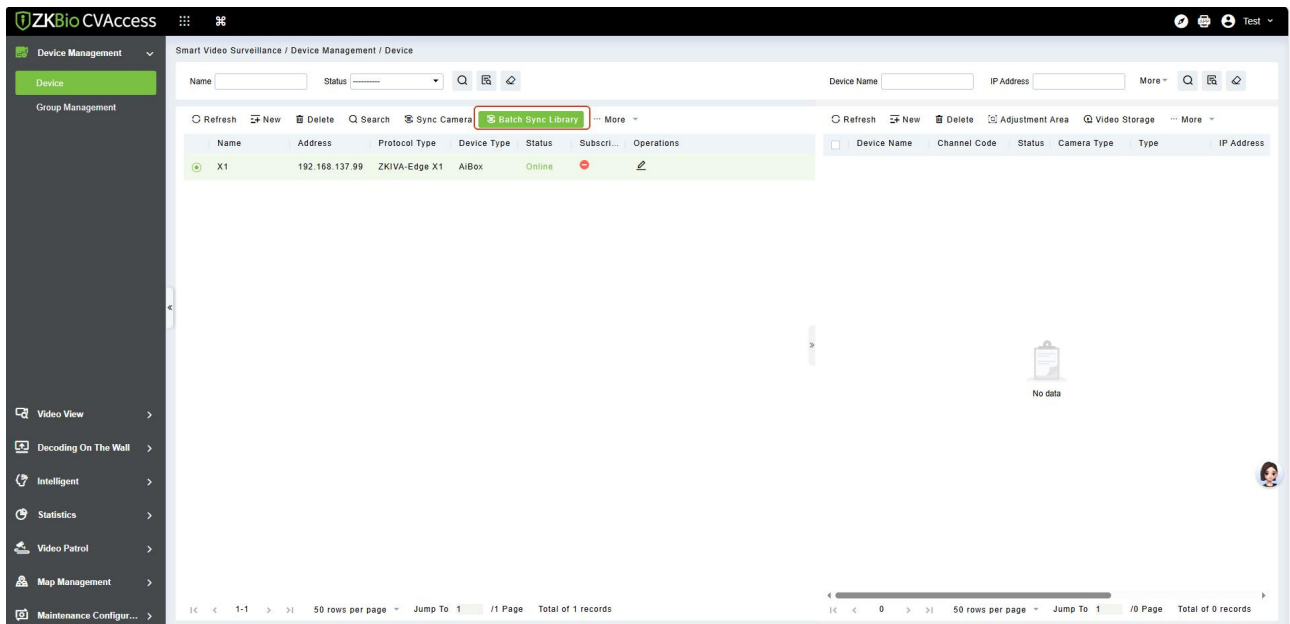 ZKBio CVAccess
Test
Device Management
Device
Group Management
Video View
Decoding On The Wall
Intelligent
Statistics
Video Patrol
Map Management
Maintenance Configur...
Smart Video Surveillance / Device Management / Device
Name Status ----------
Refresh New Delete Search Sync Camera Batch Sync Library ··· More
Name Address Protocol Type Device Type Status Subscri... Operations
X1 192.168.137.99 ZKIVA-Edge X1 AiBox Online
|< < 1-1 > >| 50 rows per page Jump To 1 /1 Page Total of 1 records
Device Name IP Address More
Refresh New Delete Adjustment Area Video Storage ··· More
Device Name Channel Code Status Camera Type Type IP Address
No data
|< < 0 > >| 50 rows per page Jump To 1 /0 Page Total of 0 records